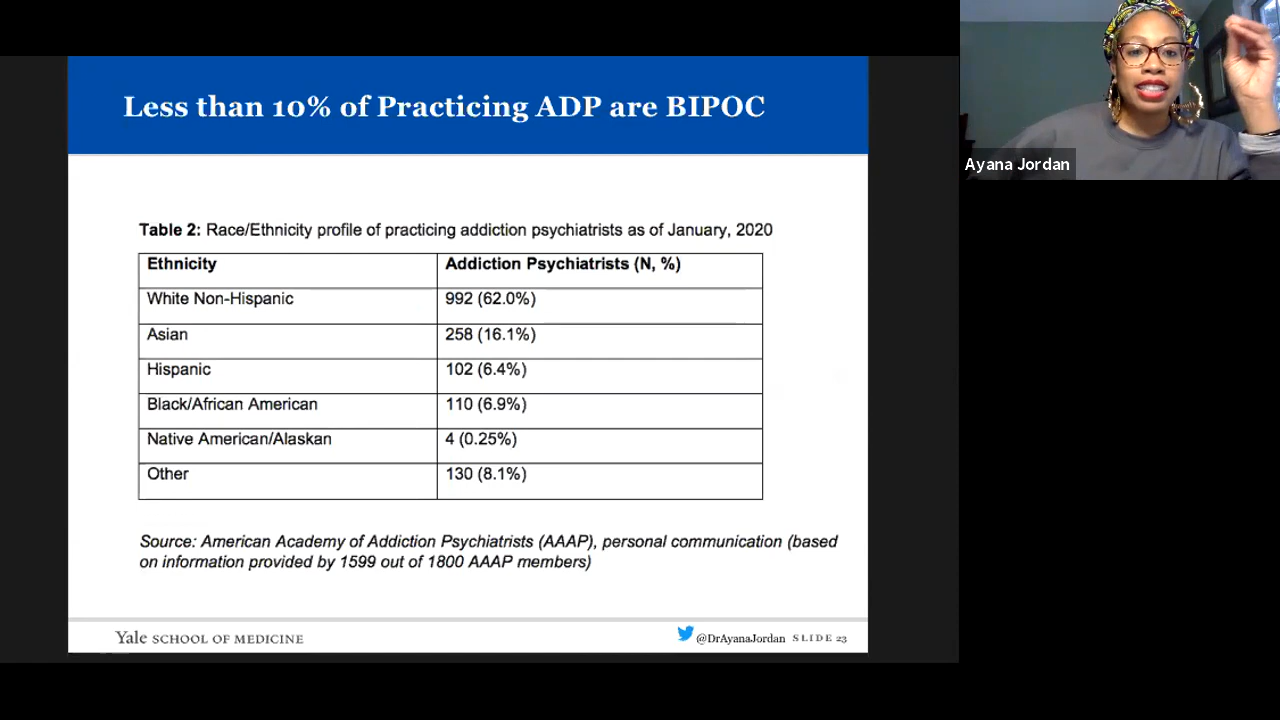 Less than 10% of Practicing ADP are BIPOC
Table 2: Race/Ethnicity profile of practicing addiction psychiatrists as of January, 2020
Ethnicity Addiction Psychiatrists (N, %)
White Non-Hispanic 992 (62.0%)
Asian 258 (16.1%)
Hispanic 102 (6.4%)
Black/African American 110 (6.9%)
Native American/Alaskan 4 (0.25%)
Other 130 (8.1%)
Source: American Academy of Addiction Psychiatrists (AAAP), personal communication (based
on information provided by 1599 out of 1800 AAAP members)
Yale SCHOOL OF MEDICINE @DrAyanaJordan SLIDE 23
Ayana Jordan